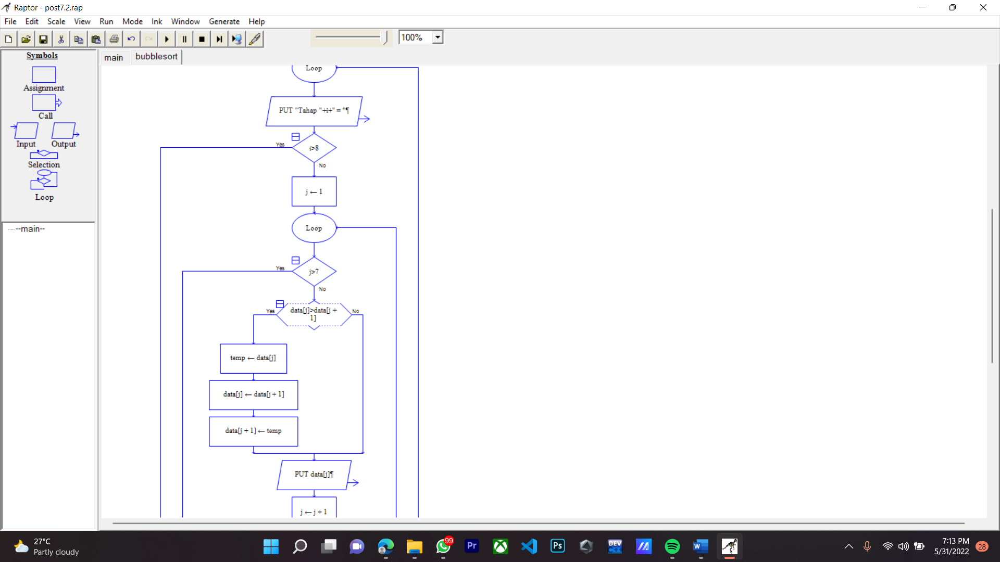 Raptor - post7.2.rap
File Edit Scale View Run Mode Ink Window Generate Help
100%
Symbols
Assignment
Call
Input Output
Selection
Loop
--main--
main bubblesort
Loop
PUT "Tahap "+i+" = "¶
Yes
i>8
No
j ← 1
Loop
Yes
j>7
No
Yes
data[j]>data[j +
1]
No
temp ← data[j]
data[j] ← data[j + 1]
data[j + 1] ← temp
PUT data[j]¶
j ← j + 1
27°C
Partly cloudy
99
Pr
Ps
DEV
C++
W
7:13 PM
5/31/2022
28